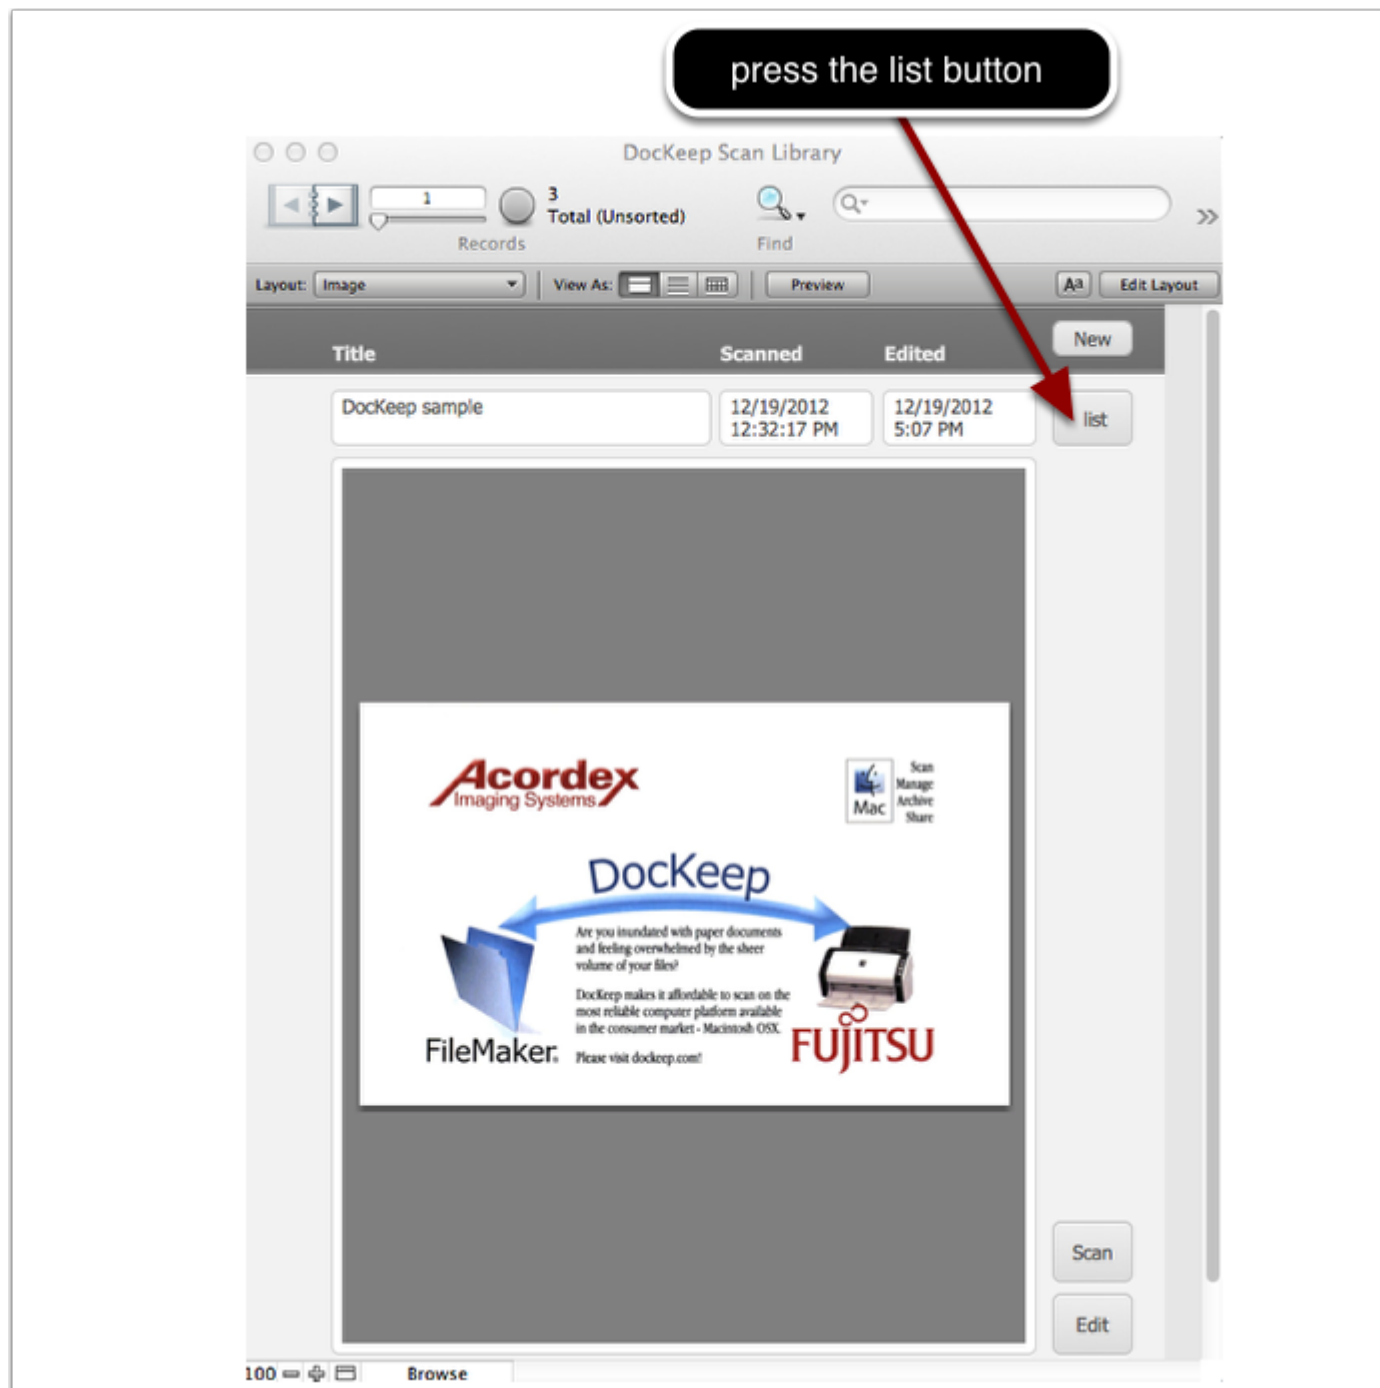 press the list button
DocKeep Scan Library
1
3
Total (Unsorted)
Records
Find
Layout: Image
View As:
Preview
Aa
Edit Layout
Title
Scanned
Edited
New
DocKeep sample
12/19/2012
12:32:17 PM
12/19/2012
5:07 PM
list
Acordex
Imaging Systems
Mac
Scan
Manage
Archive
Share
DocKeep
Are you inundated with paper documents
and feeling overwhelmed by the sheer
volume of your files?
DocKeep makes it affordable to scan on the
most reliable computer platform available
in the consumer market - Macintosh OSX.
Please visit dockeep.com!
FileMaker.
FUJITSU
Scan
Edit
100
Browse